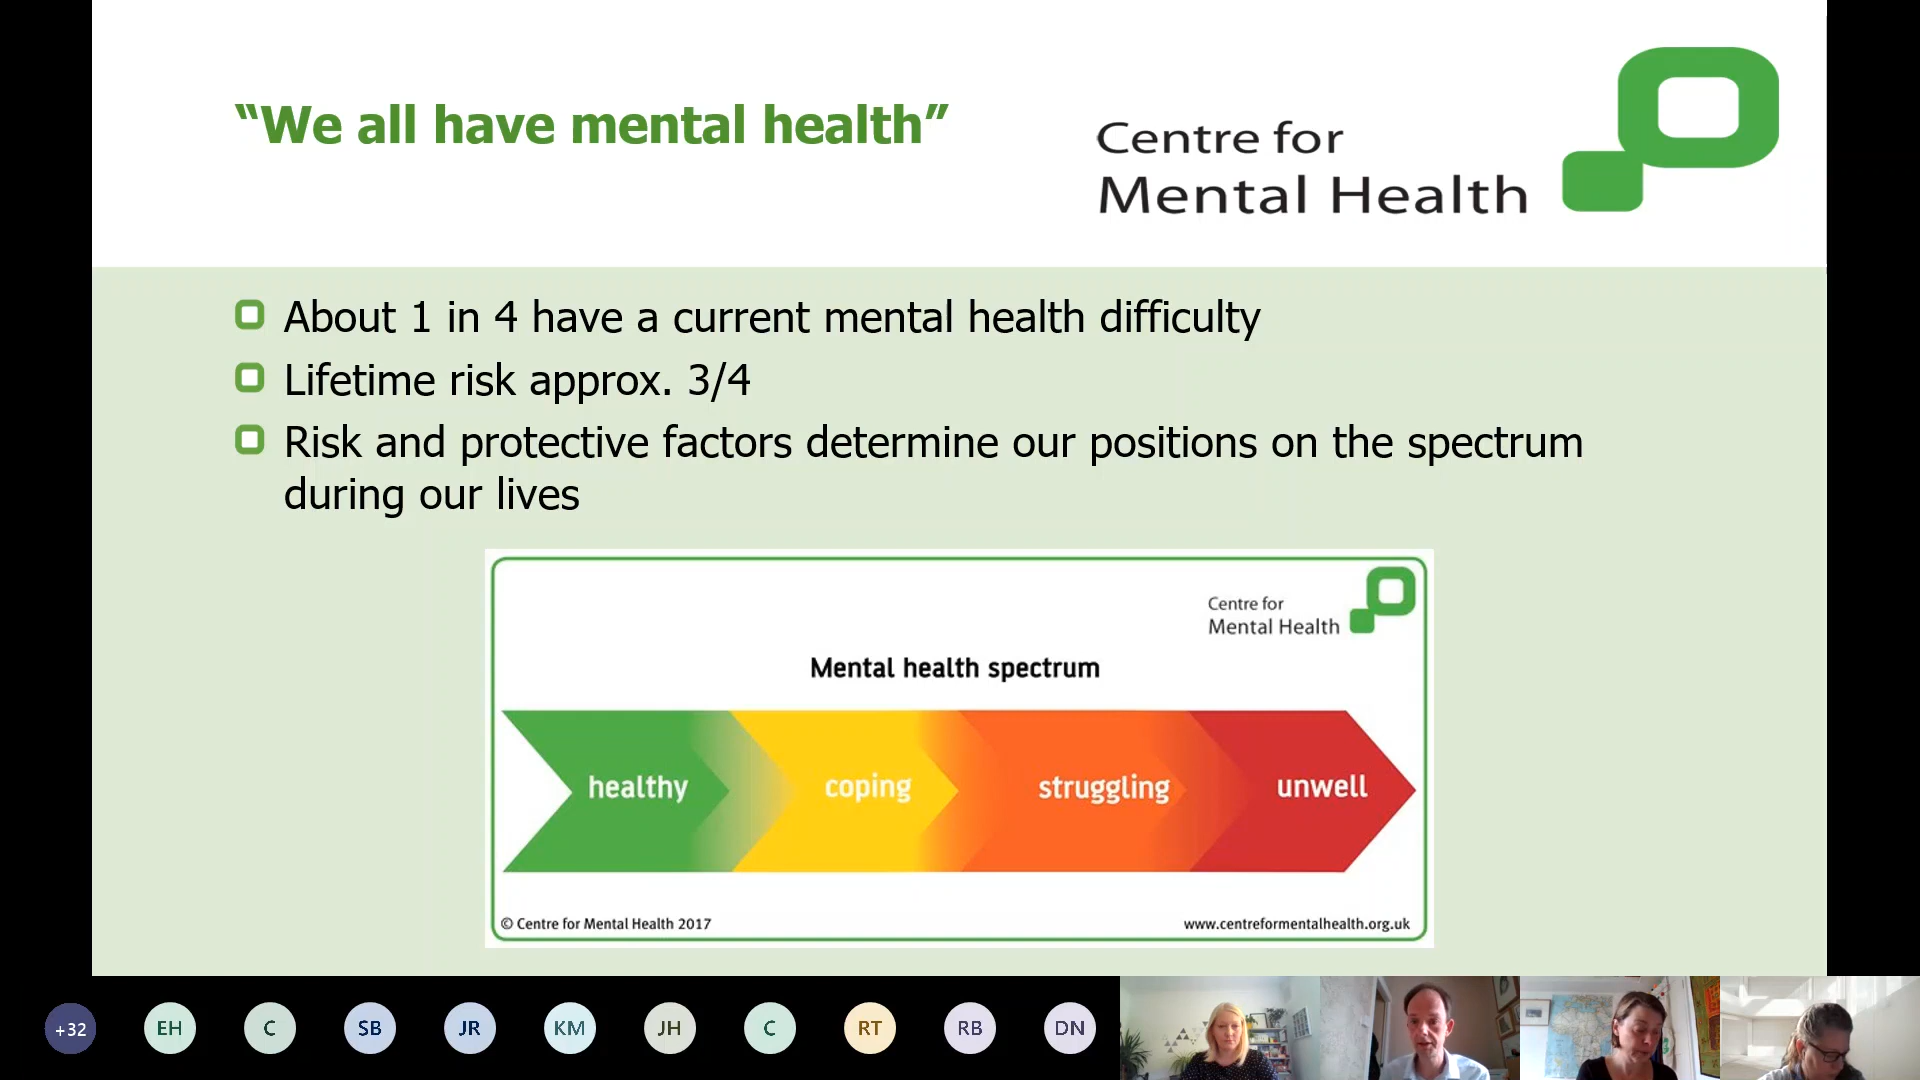 “We all have mental health”
Centre for
Mental Health
About 1 in 4 have a current mental health difficulty
Lifetime risk approx. 3/4
Risk and protective factors determine our positions on the spectrum
during our lives
Centre for
Mental Health
Mental health spectrum
healthy coping struggling unwell
© Centre for Mental Health 2017 www.centreformentalhealth.org.uk
+32 EH C SB JR KM JH C RT RB DN